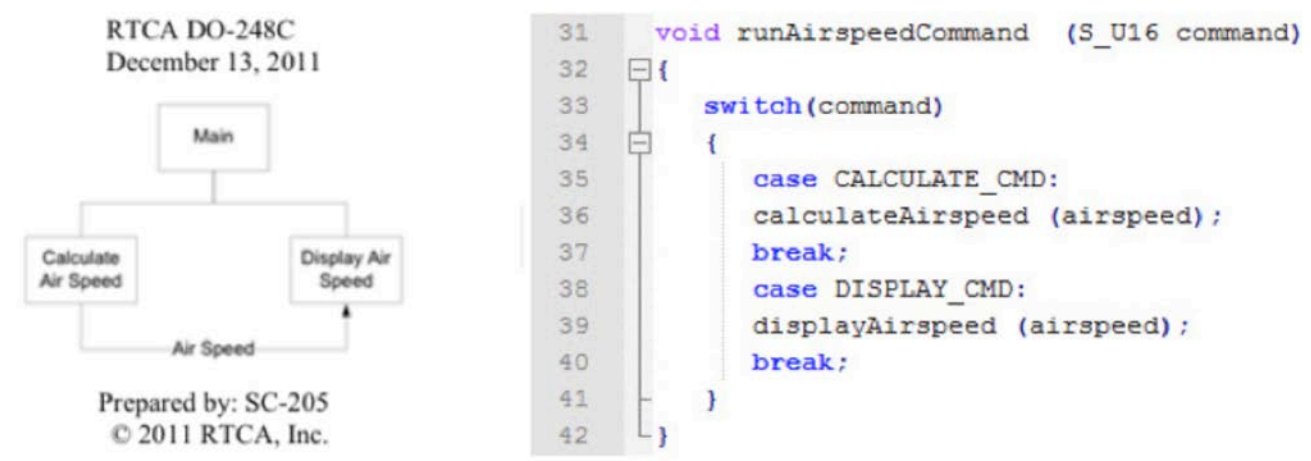 RTCA DO-248C
December 13, 2011
Main
Calculate
Air Speed
Display Air
Speed
Air Speed
Prepared by: SC-205
© 2011 RTCA, Inc.
31 void runAirspeedCommand (S_U16 command)
32 {
33 switch(command)
34 {
35 case CALCULATE_CMD:
36 calculateAirspeed (airspeed);
37 break;
38 case DISPLAY_CMD:
39 displayAirspeed (airspeed);
40 break;
41 }
42 }